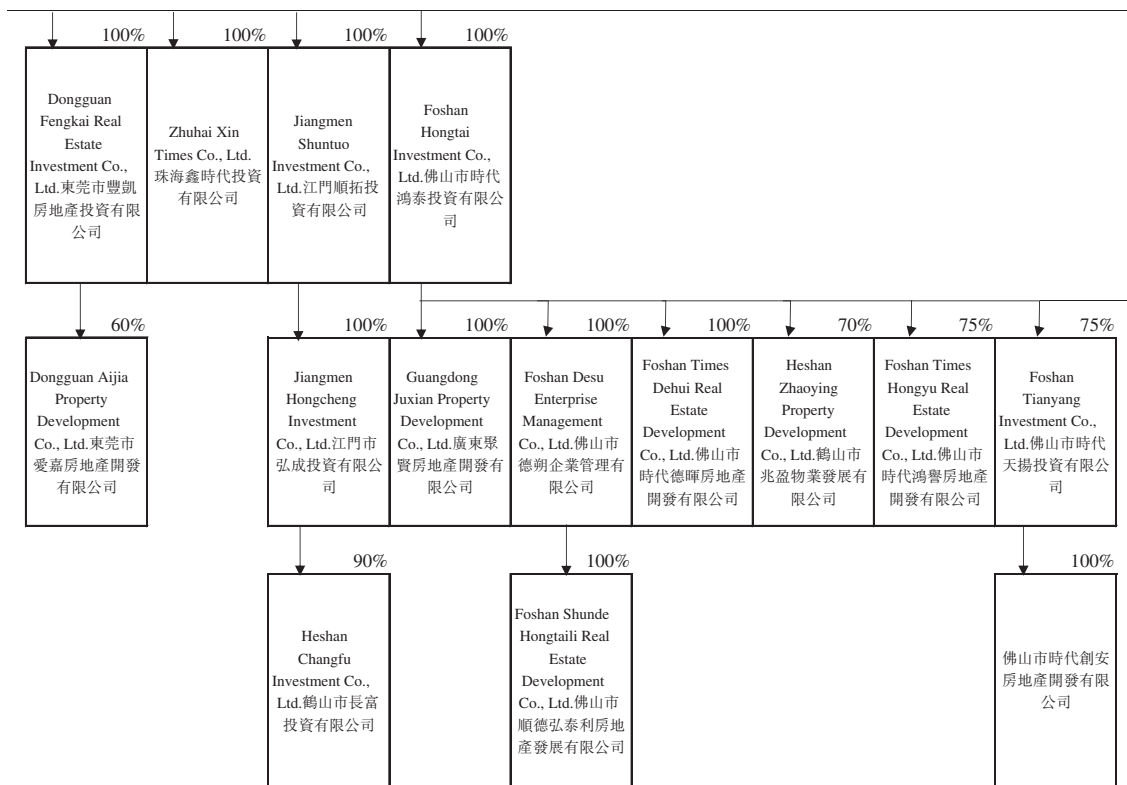 100%
100%
100%
100%
Dongguan
Fengkai Real
Estate
Investment Co.,
Ltd.東莞市豐凱
房地產投資有限
公司
Zhuhai Xin
Times Co., Ltd.
珠海鑫時代投資
有限公司
Jiangmen
Shuntuo
Investment Co.,
Ltd.江門順拓投
資有限公司
Foshan
Hongtai
Investment Co.,
Ltd.佛山市時代
鴻泰投資有限公
司
60%
100%
100%
100%
100%
70%
75%
75%
Dongguan Aijia
Property
Development
Co., Ltd.東莞市
愛嘉房地產開發
有限公司
Jiangmen
Hongcheng
Investment
Co., Ltd.江門市
弘成投資有限公
司
Guangdong
Juxian Property
Development
Co., Ltd.廣東聚
賢房地產開發有
限公司
Foshan Desu
Enterprise
Management
Co., Ltd.佛山市
德朔企業管理有
限公司
Foshan Times
Dehui Real
Estate
Development
Co., Ltd.佛山市
時代德暉房地產
開發有限公司
Heshan
Zhaoying
Property
Development
Co., Ltd.鶴山市
兆盈物業發展有
限公司
Foshan Times
Hongyu Real
Estate
Development
Co., Ltd.佛山市
時代鴻譽房地產
開發有限公司
Foshan
Tianyang
Investment Co.,
Ltd.佛山市時代
天揚投資有限公
司
90%
100%
100%
Heshan
Changfu
Investment Co.,
Ltd.鶴山市長富
投資有限公司
Foshan Shunde
Hongtaili Real
Estate
Development
Co., Ltd.佛山市
順德弘泰利房地
產發展有限公司
佛山市時代創安
房地產開發有限
公司